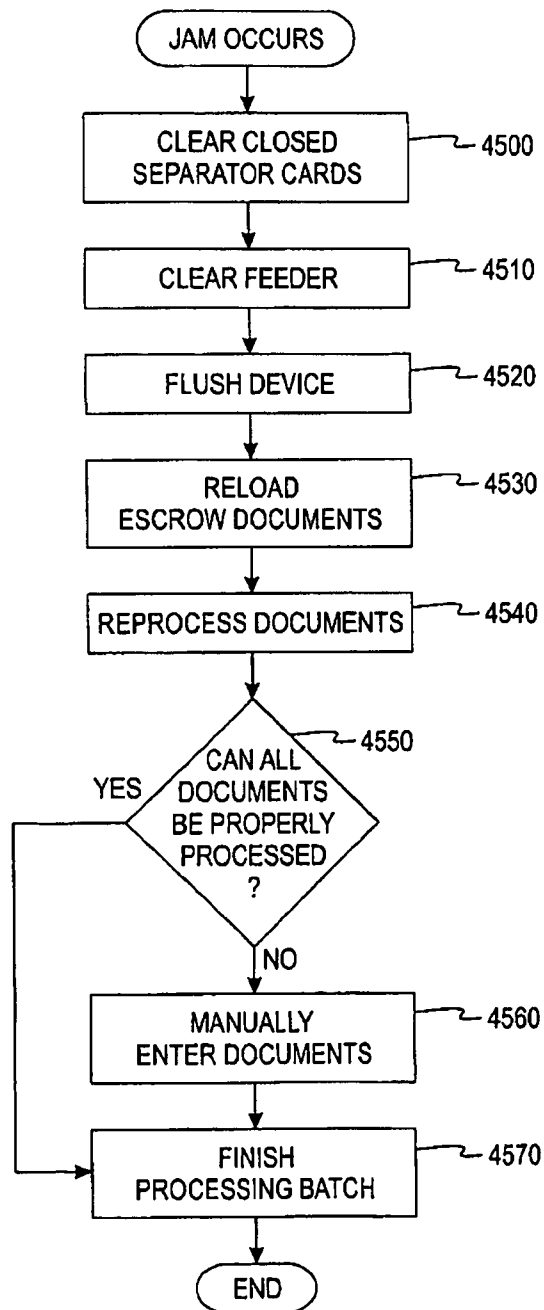 JAM OCCURS
CLEAR CLOSED
SEPARATOR CARDS
4500
CLEAR FEEDER
4510
FLUSH DEVICE
4520
RELOAD
ESCROW DOCUMENTS
4530
REPROCESS DOCUMENTS
4540
4550
CAN ALL
DOCUMENTS
BE PROPERLY
PROCESSED
?
YES
NO
MANUALLY
ENTER DOCUMENTS
4560
FINISH
PROCESSING BATCH
4570
END